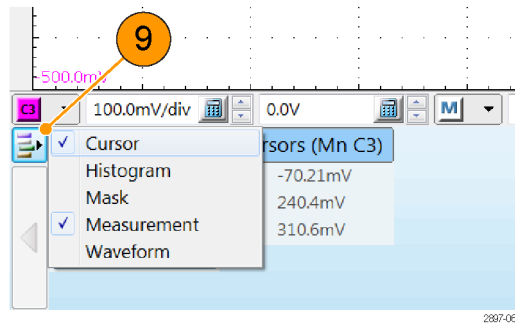 9
-500.0mV
C3 100.0mV/div 0.0V M
Cursor rsors (Mn C3)
Histogram -70.21mV
Mask 240.4mV
Measurement 310.6mV
Waveform
2897-06